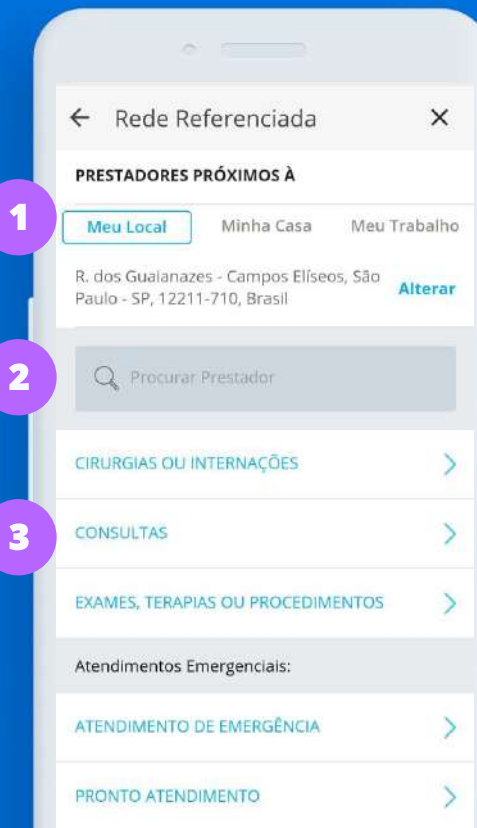 Rede Referenciada
PRESTADORES PRÓXIMOS À
1
Meu Local Minha Casa Meu Trabalho
R. dos Guaianazes - Campos Elíseos, São
Paulo - SP, 12211-710, Brasil
Alterar
2
Procurar Prestador
CIRURGIAS OU INTERNAÇÕES
3
CONSULTAS
EXAMES, TERAPIAS OU PROCEDIMENTOS
Atendimentos Emergenciais:
ATENDIMENTO DE EMERGÊNCIA
PRONTO ATENDIMENTO